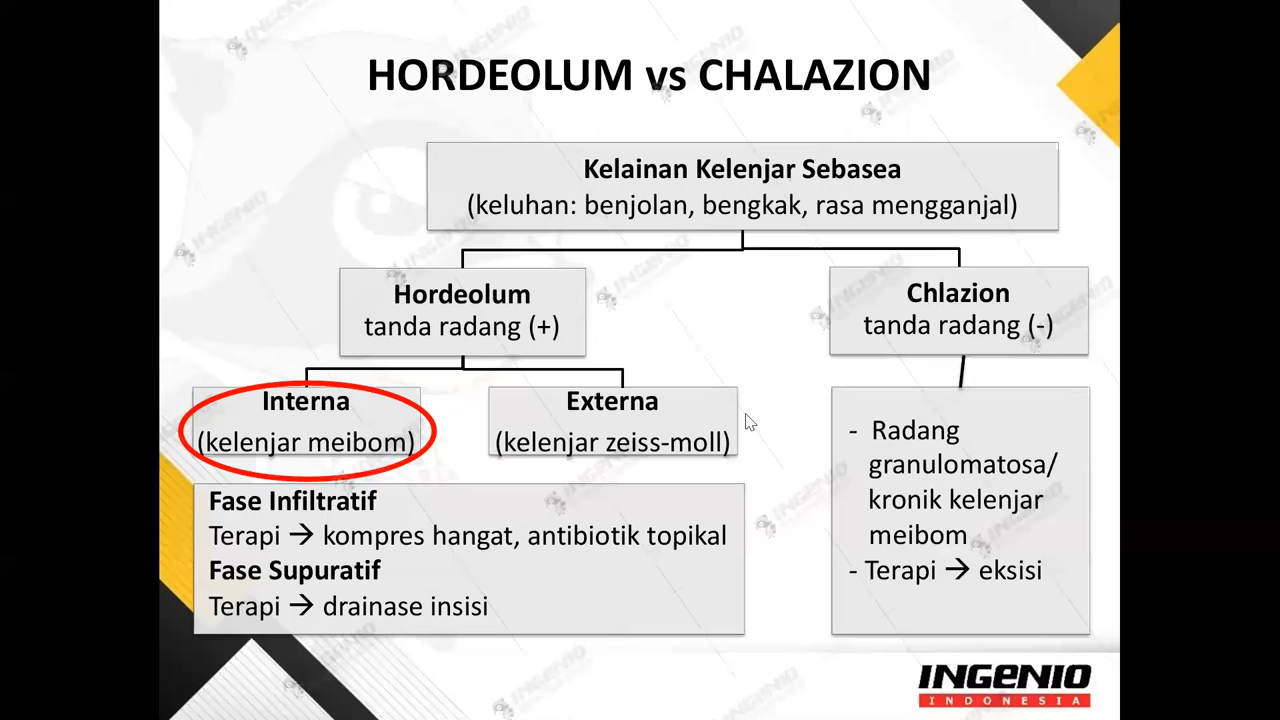 HORDEOLUM vs CHALAZION
Kelainan Kelenjar Sebasea
(keluhan: benjolan, bengkak, rasa mengganjal)
Hordeolum
tanda radang (+)
Chlazion
tanda radang (-)
Interna
(kelenjar meibom)
Externa
(kelenjar zeiss-moll)
Fase Infiltratif
Terapi → kompres hangat, antibiotik topikal
Fase Supuratif
Terapi → drainase insisi
- Radang
granulomatosa/
kronik kelenjar
meibom
- Terapi → eksisi
INGENIO
INDONESIA